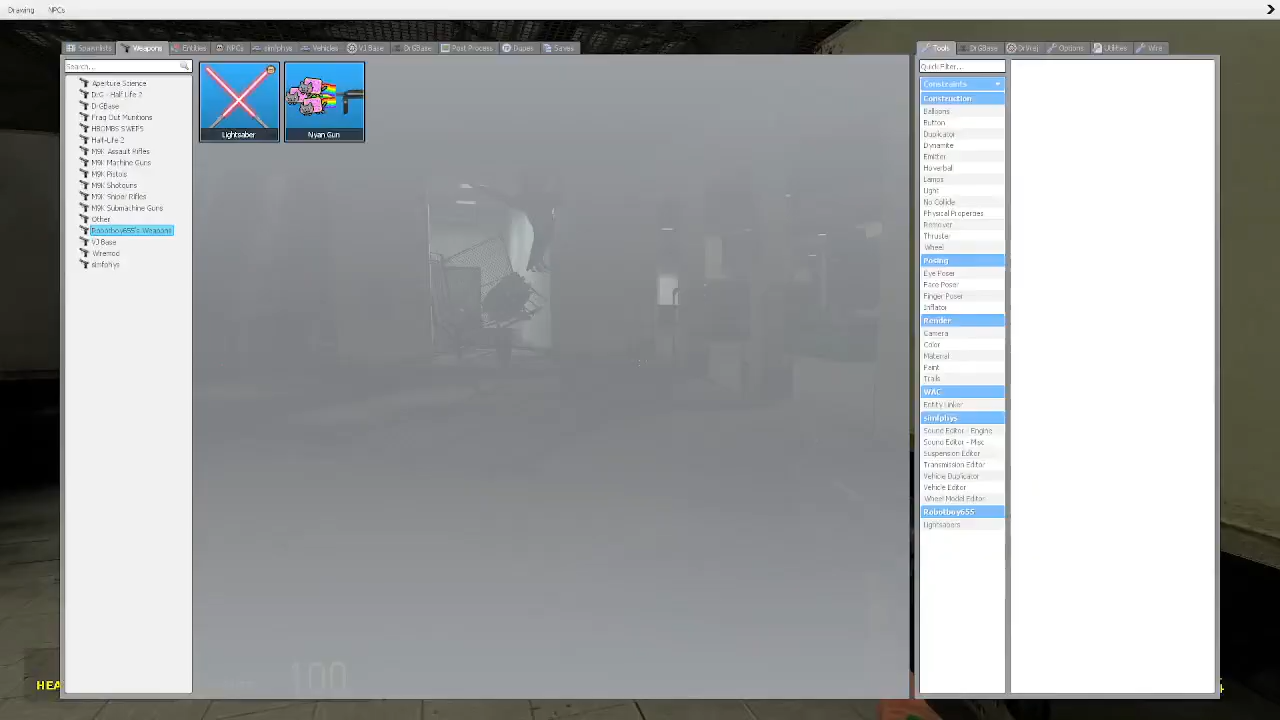 Drawing NPCs
Spawnlists Weapons Entities NPCs simfphys Vehicles VJ Base DrGBase Post Process Dupes Saves
Search...
Aperture Science
DrGBase
Frag Out Munitions
HBOMBS SWEPS
Half-Life 2
M9K Assault Rifles
M9K Machine Guns
M9K Pistols
M9K Shotguns
M9K Sniper Rifles
M9K Submachine Guns
Other
Robotboy655's Weapons
VJ Base
Wiremod
simfphys
Lightsaber Nyan Gun
100
HEA
Tools DrGBase Options Utilities Wire
Quick Filter...
Constraints
Construction
Balloons
Button
Duplicator
Dynamite
Emitter
Hoverball
Lamps
Light
No Collide
Physical Properties
Remover
Thruster
Wheel
Posing
Eye Poser
Face Poser
Finger Poser
Inflator
Render
Camera
Color
Material
Paint
Trails
WAC
Entity Linker
simfphys
Sound Editor - Engine
Sound Editor - Misc
Suspension Editor
Transmission Editor
Vehicle Duplicator
Vehicle Editor
Wheel Model Editor
Robotboy655
Lightsabers